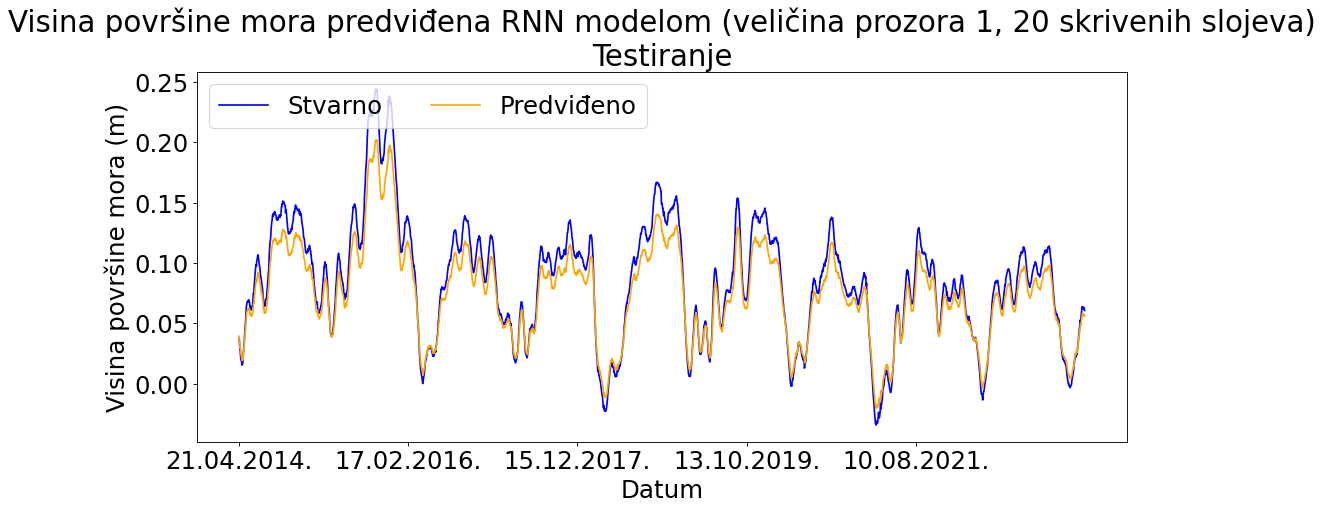 Visina površine mora predviđena RNN modelom (veličina prozora 1, 20 skrivenih slojeva)
Testiranje
Stvarno Predviđeno
Visina površine mora (m)
0.25
0.20
0.15
0.10
0.05
0.00
21.04.2014. 17.02.2016. 15.12.2017. 13.10.2019. 10.08.2021.
Datum